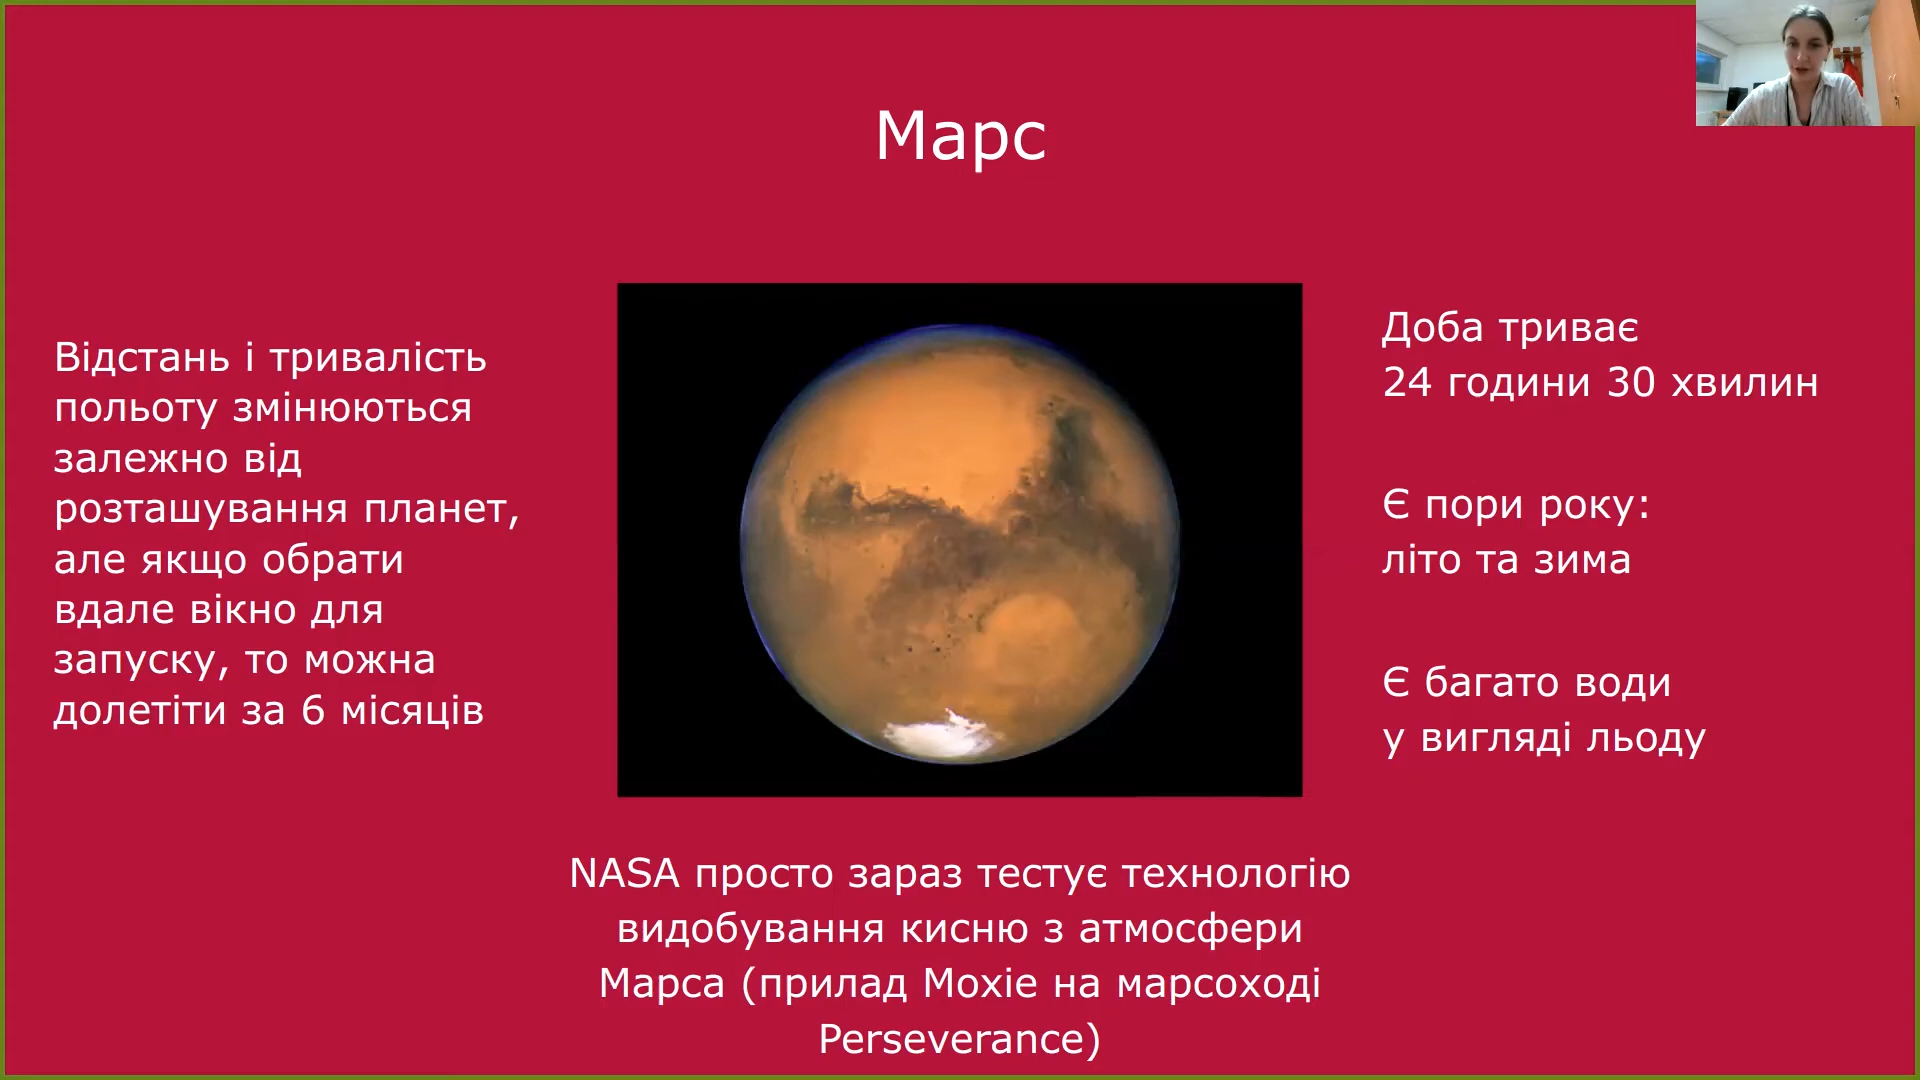 Марс
Відстань і тривалість
польоту змінюються
залежно від
розташування планет,
але якщо обрати
вдале вікно для
запуску, то можна
долетіти за 6 місяців
Доба триває
24 години 30 хвилин
Є пори року:
літо та зима
Є багато води
у вигляді льоду
NASA просто зараз тестує технологію
видобування кисню з атмосфери
Марса (прилад Мохіе на марсоході
Perseverance)